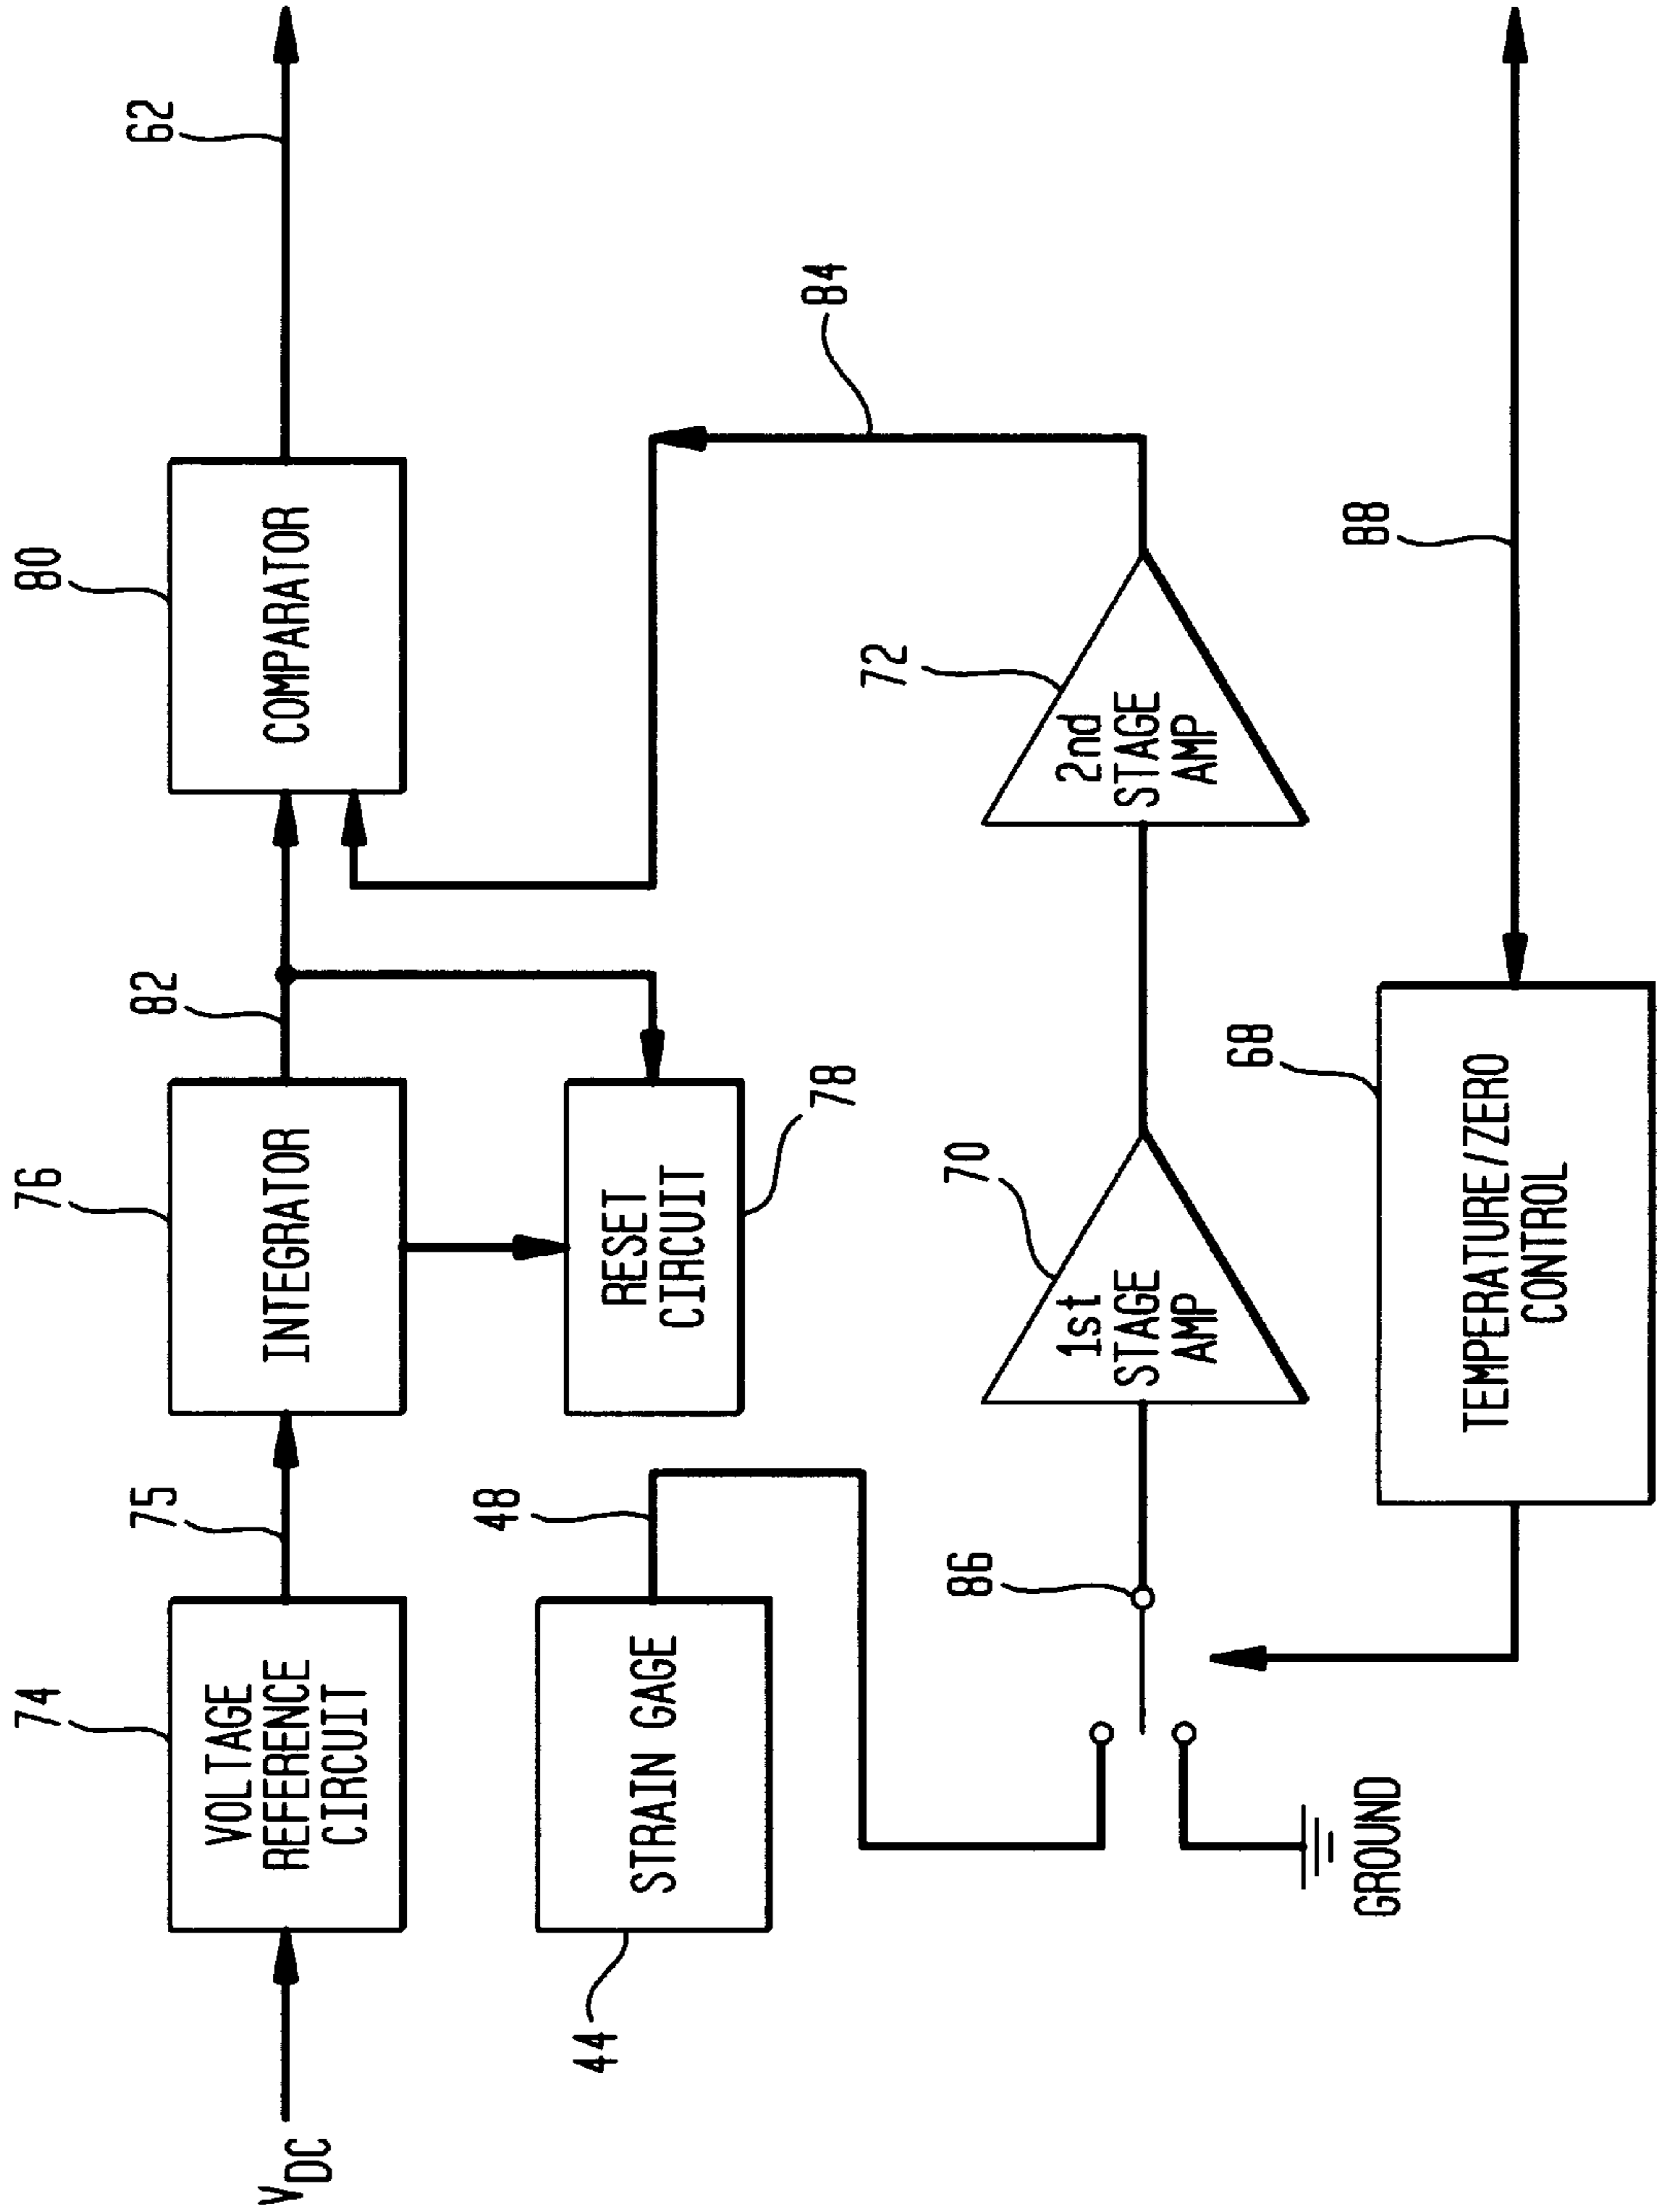 74
76
80
75
82
62
V DC
VOLTAGE
REFERENCE
CIRCUIT
INTEGRATOR
COMPARATOR
44
STRAIN GAGE
48
RESET
CIRCUIT
78
84
86
70
72
1st
STAGE
AMP
2nd
STAGE
AMP
GROUND
68
88
TEMPERATURE/ZERO
CONTROL